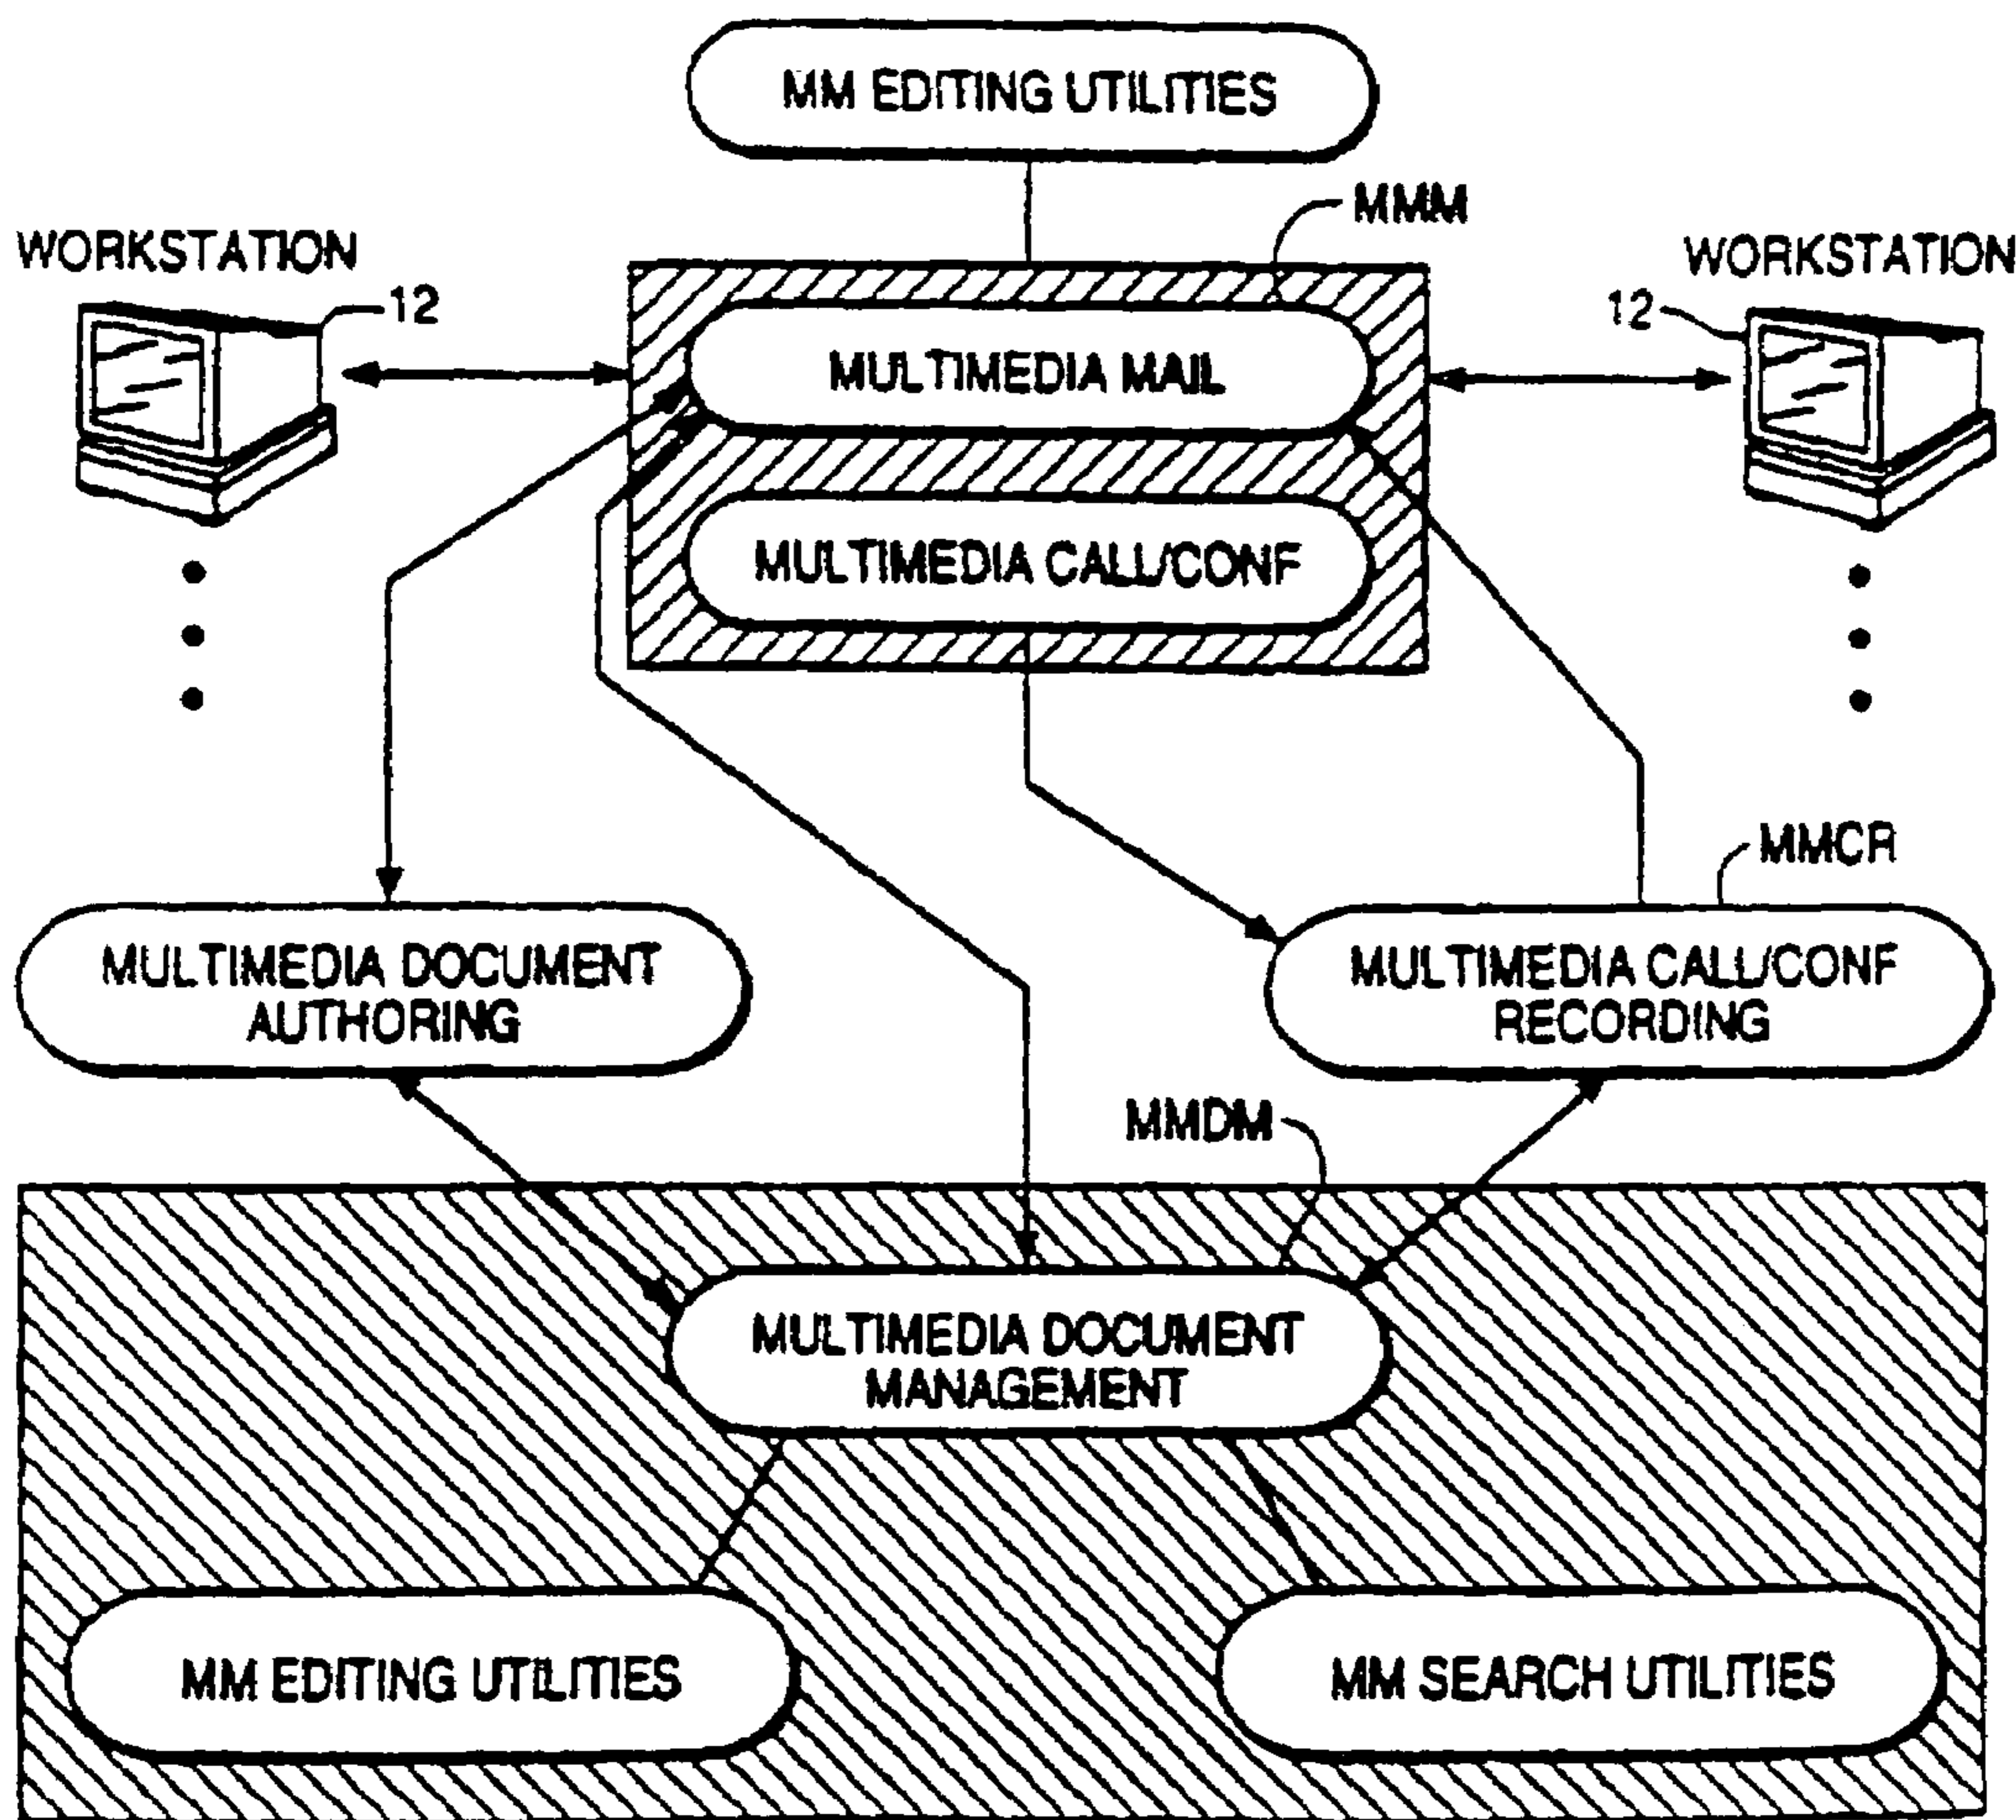 MM EDITING UTILITIES
MMM
WORKSTATION
WORKSTATION
12
12
MULTIMEDIA MAIL
MULTIMEDIA CALL/CONF
MMCR
MULTIMEDIA DOCUMENT
AUTHORING
MULTIMEDIA CALL/CONF
RECORDING
MMDM
MULTIMEDIA DOCUMENT
MANAGEMENT
MM EDITING UTILITIES
MM SEARCH UTILITIES